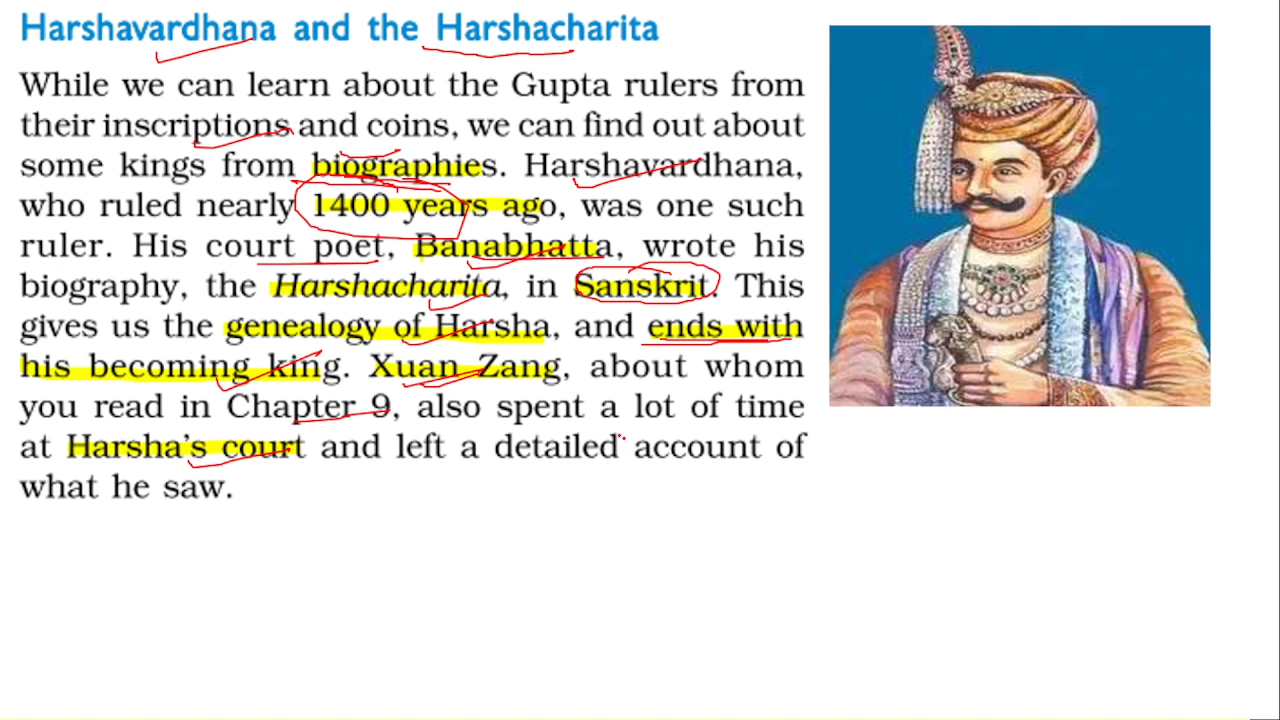 Harshavardhana and the Harshacharita
While we can learn about the Gupta rulers from
their inscriptions and coins, we can find out about
some kings from biographies. Harshavardhana,
who ruled nearly 1400 years ago, was one such
ruler. His court poet, Banabhatta, wrote his
biography, the Harshacharita, in Sanskrit. This
gives us the genealogy of Harsha, and ends with
his becoming king. Xuan Zang, about whom
you read in Chapter 9, also spent a lot of time
at Harsha's court and left a detailed account of
what he saw.